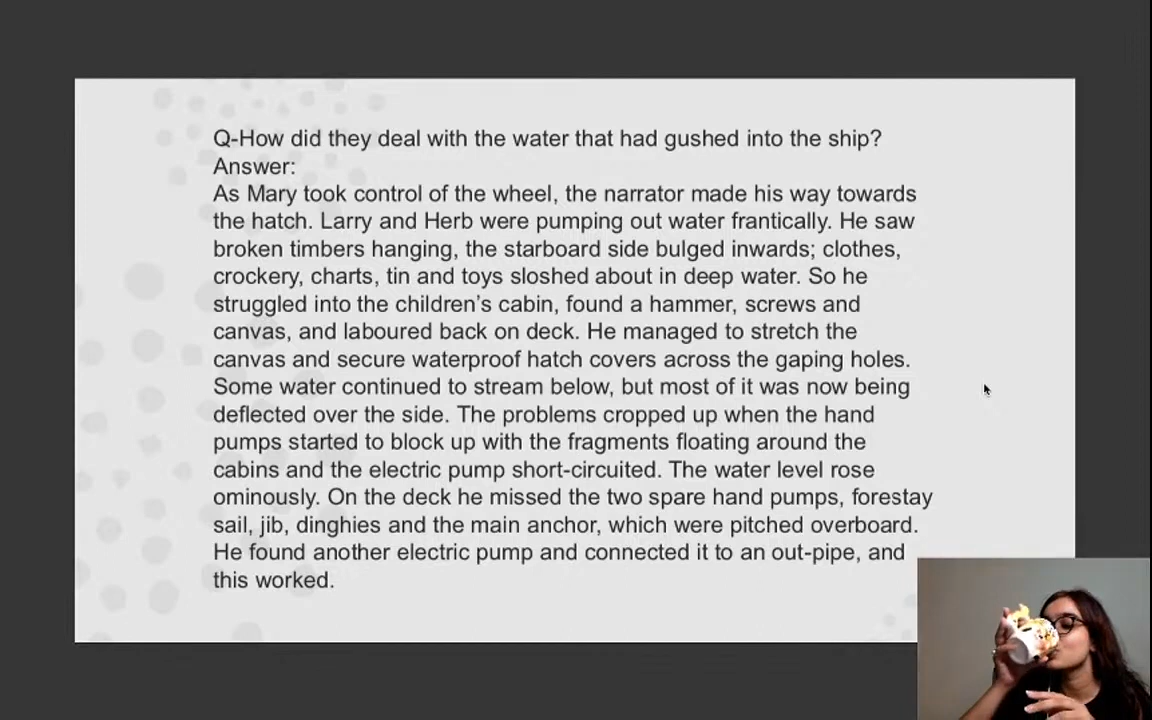 Q-How did they deal with the water that had gushed into the ship?
Answer:
As Mary took control of the wheel, the narrator made his way towards
the hatch. Larry and Herb were pumping out water frantically. He saw
broken timbers hanging, the starboard side bulged inwards; clothes,
crockery, charts, tin and toys sloshed about in deep water. So he
struggled into the children's cabin, found a hammer, screws and
canvas, and laboured back on deck. He managed to stretch the
canvas and secure waterproof hatch covers across the gaping holes.
Some water continued to stream below, but most of it was now being
deflected over the side. The problems cropped up when the hand
pumps started to block up with the fragments floating around the
cabins and the electric pump short-circuited. The water level rose
ominously. On the deck he missed the two spare hand pumps, forestay
sail, jib, dinghies and the main anchor, which were pitched overboard.
He found another electric pump and connected it to an out-pipe, and
this worked.